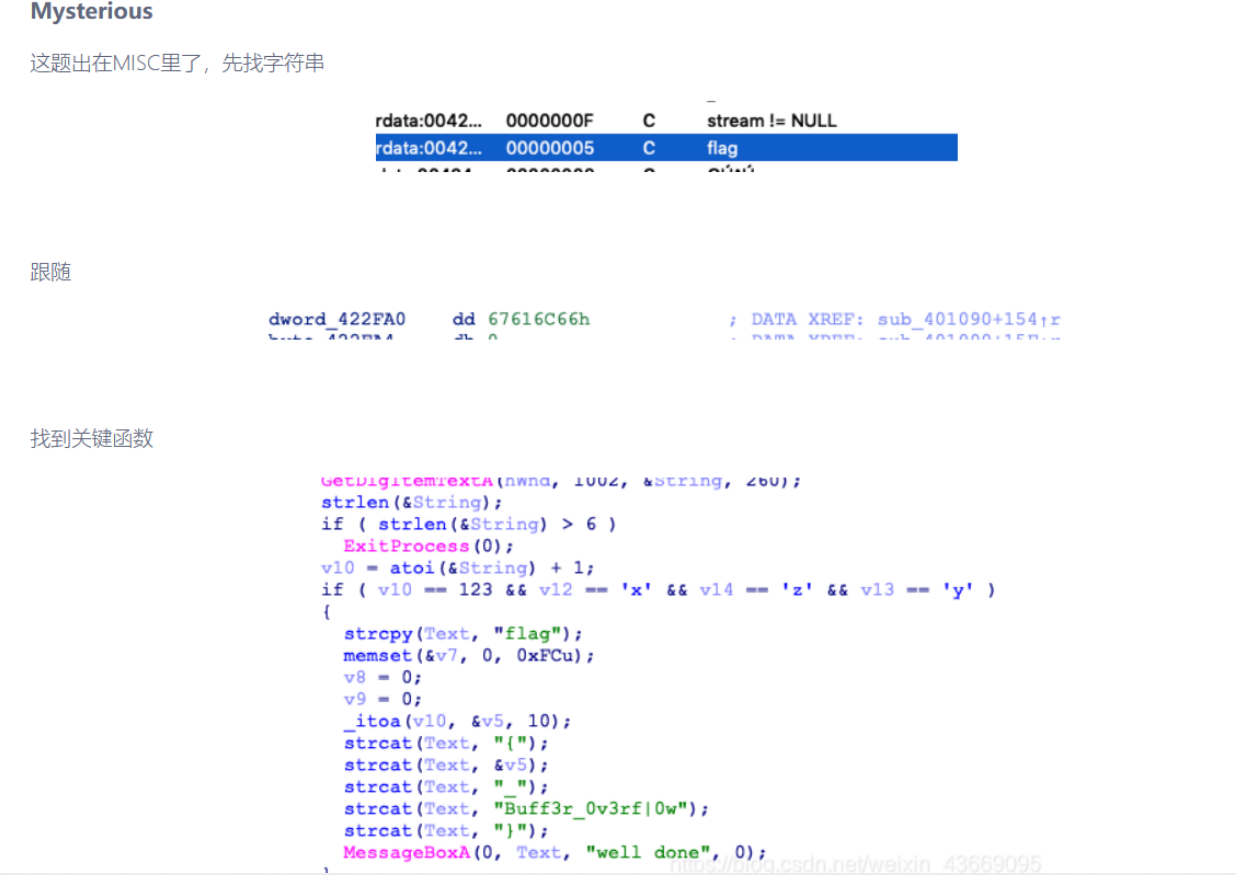 Mysterious
这题出在MISC里了，先找字符串
rdata:0042... 0000000F C stream != NULL
rdata:0042... 00000005 C flag
跟随
dword_422FA0 dd 67616C66h ; DATA XREF: sub_401090+154↑r
找到关键函数
GetDlgItemTextA(hWnd, 1002, &String, 260);
strlen(&String);
if ( strlen(&String) > 6 )
ExitProcess(0);
v10 = atoi(&String) + 1;
if ( v10 == 123 && v12 == 'x' && v14 == 'z' && v13 == 'y' )
{
strcpy(Text, "flag");
memset(&v7, 0, 0xFCu);
v8 = 0;
v9 = 0;
_itoa(v10, &v5, 10);
strcat(Text, "{");
strcat(Text, &v5);
strcat(Text, "_");
strcat(Text, "Buff3r_0v3rf|0w");
strcat(Text, "}");
MessageBoxA(0, Text, "well done", 0);
https://blog.csdn.net/weixin_43669095